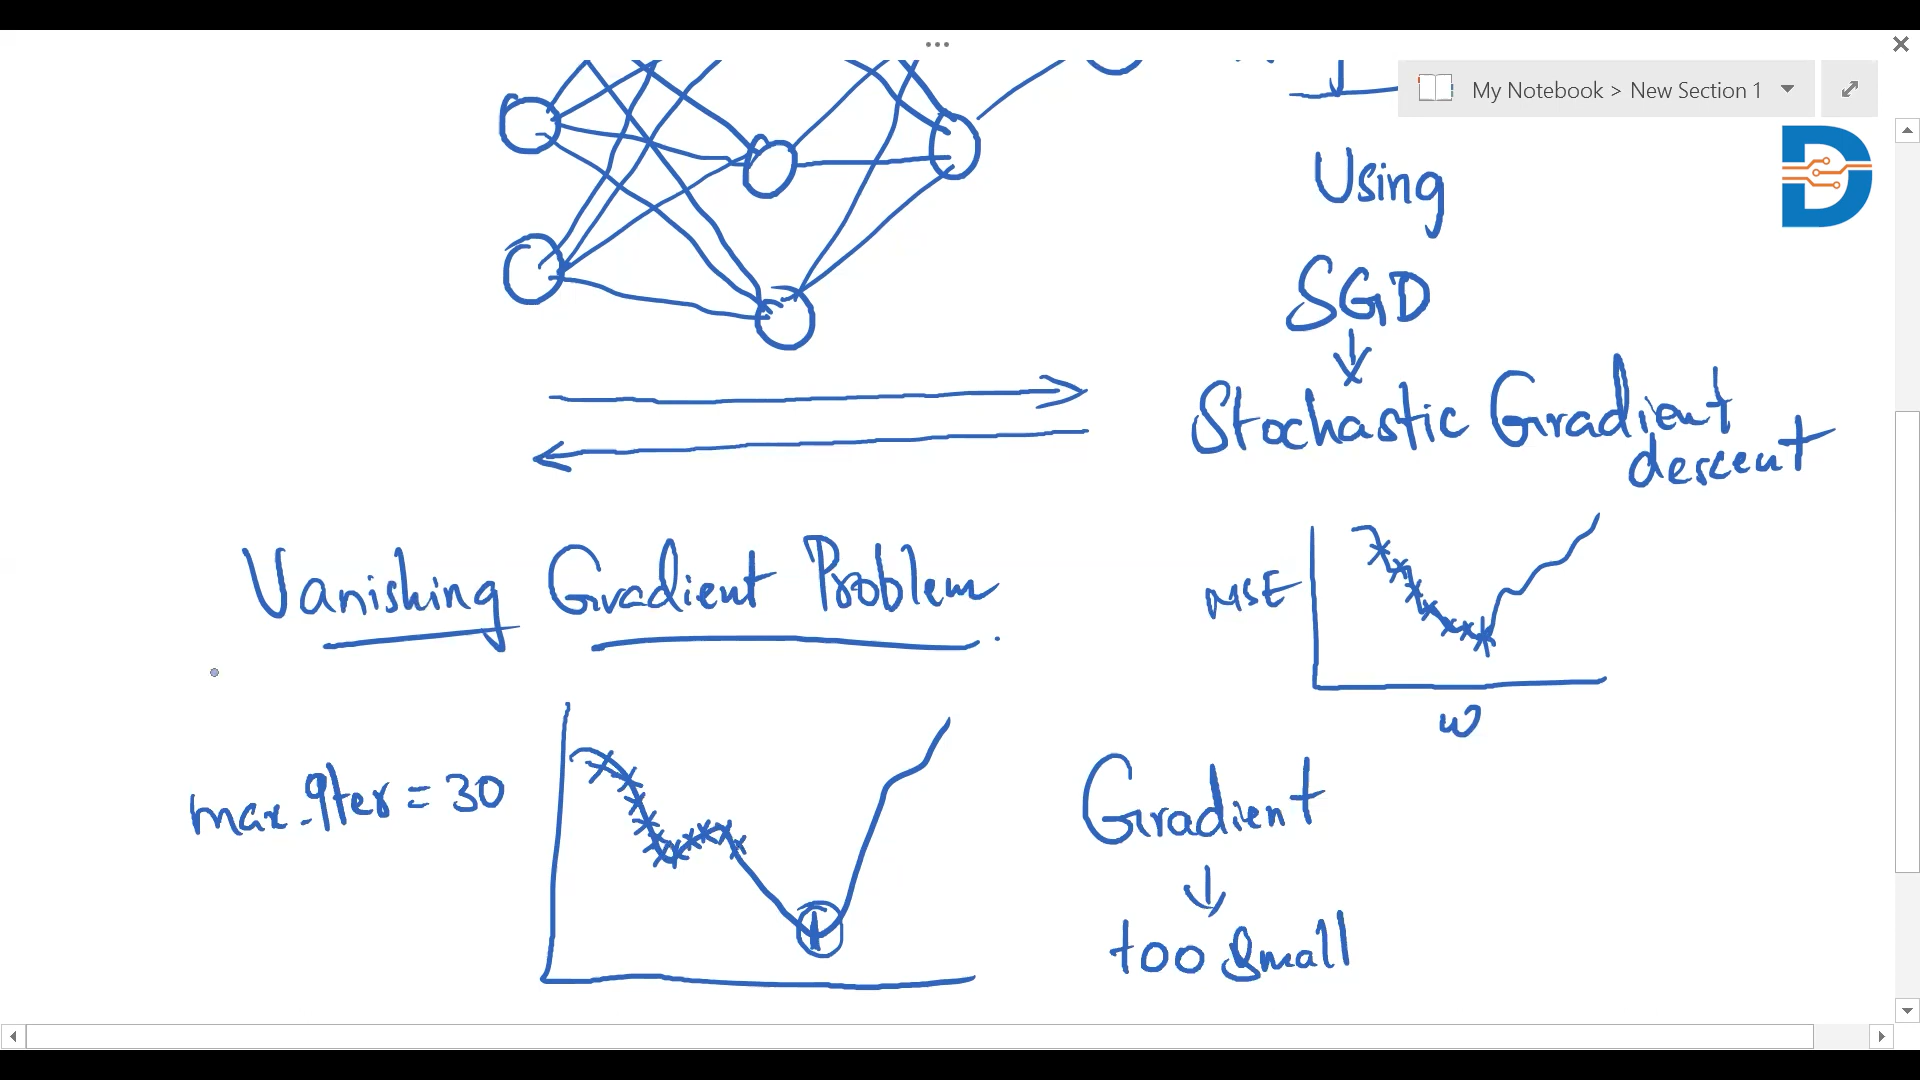 My Notebook > New Section 1
Using
SGD
Stochastic Gradient
descent
Vanishing Gradient Problem
MSE
w
max_iter = 30
Gradient
too small